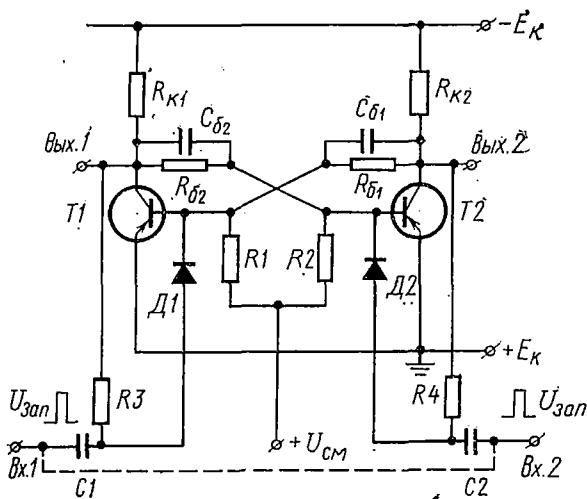 −Eк
Rк1
Cб2
Cб1
Rк2
Вых.1
Rб2
Rб1
Вых.2
T1
R1
R2
T2
Д1
Д2
+Eк
Uзап
R3
R4
Uзап
+Uсм
Вх.1
C1
C2
Вх.2